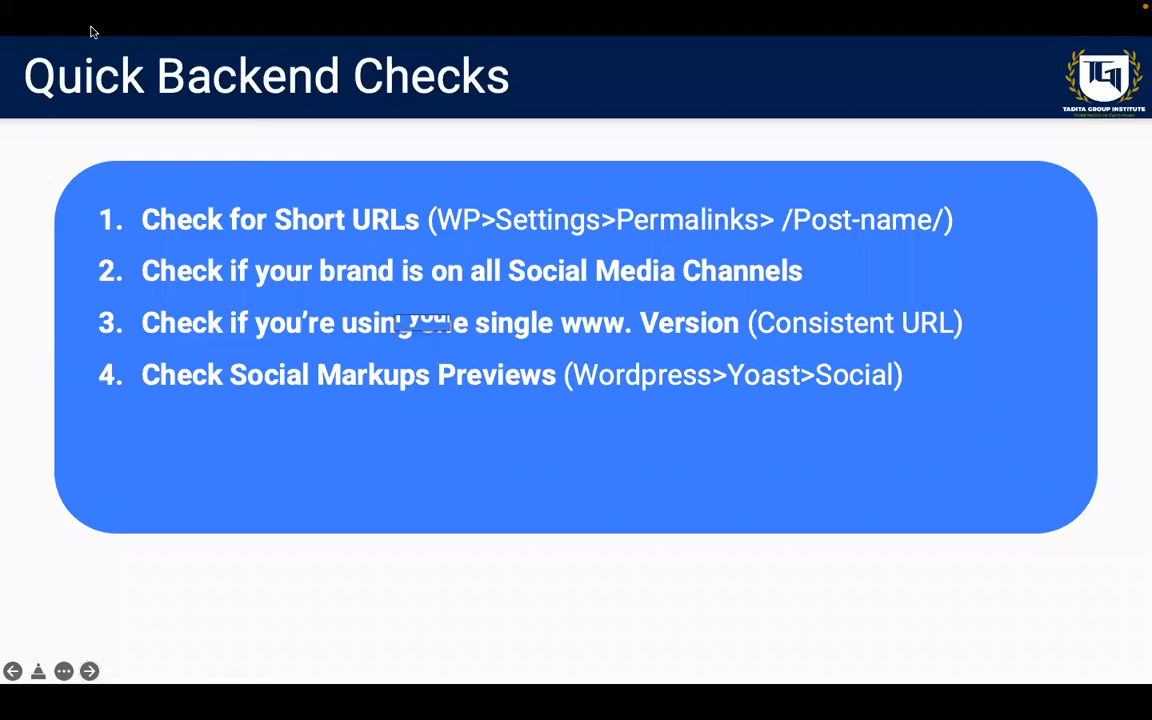 Quick Backend Checks
TADITA GROUP INSTITUTE
1. Check for Short URLs (WP>Settings>Permalinks> /Post-name/)
2. Check if your brand is on all Social Media Channels
3. Check if you’re single www. Version (Consistent URL)
4. Check Social Markups Previews (Wordpress>Yoast>Social)